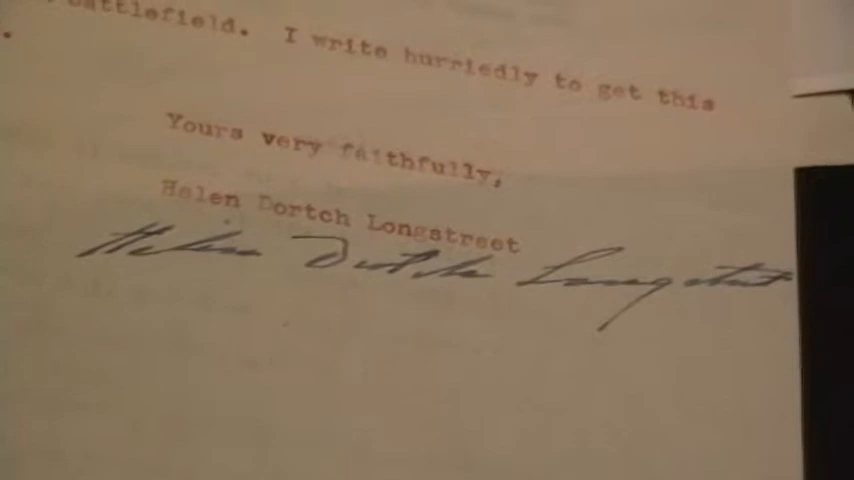 battlefield. I write hurriedly to get this
.
Yours very faithfully,
Helen Dortch Longstreet
Helen Dortch Longstreet